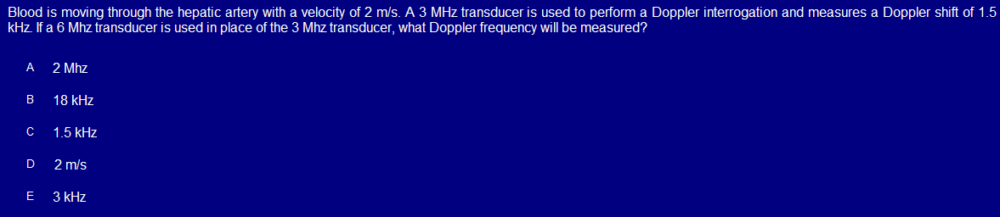 Blood is moving through the hepatic artery with a velocity of 2 m/s. A 3 MHz transducer is used to perform a Doppler interrogation and measures a Doppler shift of 1.5
kHz. If a 6 Mhz transducer is used in place of the 3 Mhz transducer, what Doppler frequency will be measured?
A 2 Mhz
B 18 kHz
C 1.5 kHz
D 2 m/s
E 3 kHz